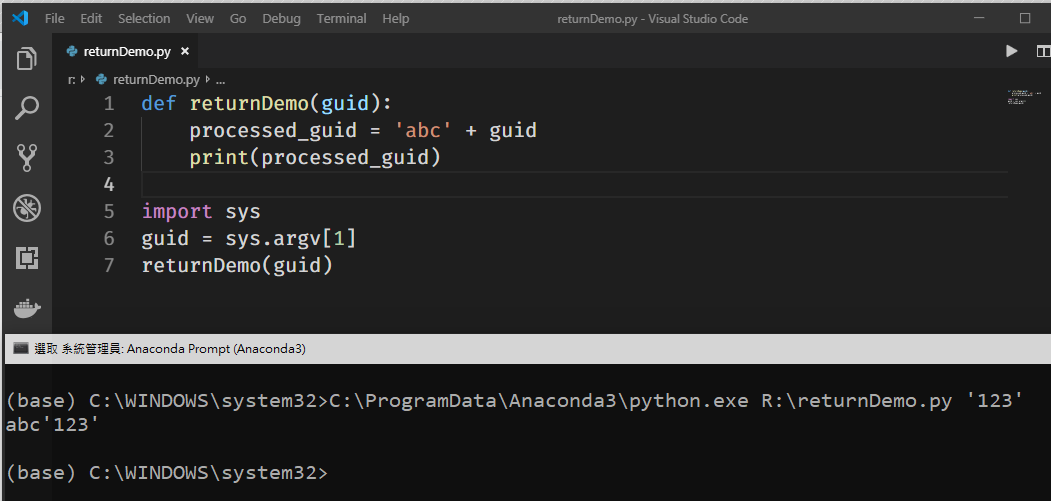 File Edit Selection View Go Debug Terminal Help returnDemo.py - Visual Studio Code
returnDemo.py ×
r: returnDemo.py ...
1 def returnDemo(guid):
2     processed_guid = 'abc' + guid
3     print(processed_guid)
4
5 import sys
6 guid = sys.argv[1]
7 returnDemo(guid)
選取 系統管理員: Anaconda Prompt (Anaconda3)
(base) C:\WINDOWS\system32>C:\ProgramData\Anaconda3\python.exe R:\returnDemo.py '123'
abc'123'
(base) C:\WINDOWS\system32>